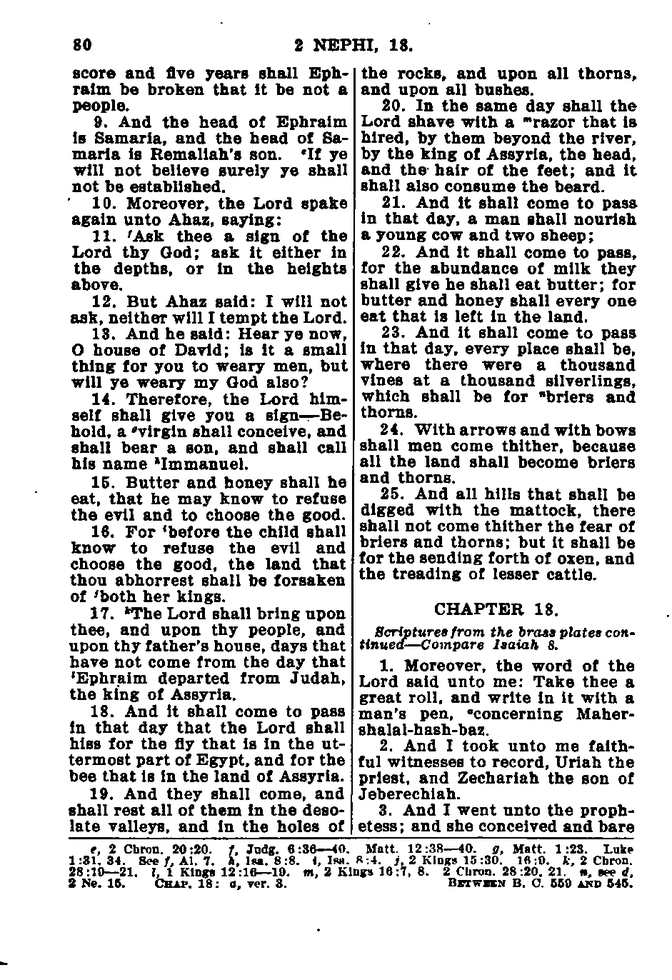 80
2 NEPHI, 18.
score and five years shall Eph-
raim be broken that it be not a
people.
9. And the head of Ephraim
is Samaria, and the head of Sa-
maria is Remaliah's son. eIf ye
will not believe surely ye shall
not be established.
10. Moreover, the Lord spake
again unto Ahaz, saying:
11. fAsk thee a sign of the
Lord thy God; ask it either in
the depths, or in the heights
above.
12. But Ahaz said: I will not
ask, neither will I tempt the Lord.
13. And he said: Hear ye now,
O house of David; is it a small
thing for you to weary men, but
will ye weary my God also?
14. Therefore, the Lord him-
self shall give you a sign—Be-
hold, a gvirgin shall conceive, and
shall bear a son, and shall call
his name hImmanuel.
15. Butter and honey shall he
eat, that he may know to refuse
the evil and to choose the good.
16. For ibefore the child shall
know to refuse the evil and
choose the good, the land that
thou abhorrest shall be forsaken
of jboth her kings.
17. kThe Lord shall bring upon
thee, and upon thy people, and
upon thy father's house, days that
have not come from the day that
lEphraim departed from Judah,
the king of Assyria.
18. And it shall come to pass
in that day that the Lord shall
hiss for the fly that is in the ut-
termost part of Egypt, and for the
bee that is in the land of Assyria.
19. And they shall come, and
shall rest all of them in the deso-
late valleys, and in the holes of
the rocks, and upon all thorns,
and upon all bushes.
20. In the same day shall the
Lord shave with a mrazor that is
hired, by them beyond the river,
by the king of Assyria, the head,
and the hair of the feet; and it
shall also consume the beard.
21. And it shall come to pass
in that day, a man shall nourish
a young cow and two sheep;
22. And it shall come to pass,
for the abundance of milk they
shall give he shall eat butter; for
butter and honey shall every one
eat that is left in the land.
23. And it shall come to pass
in that day, every place shall be,
where there were a thousand
vines at a thousand silverlings,
which shall be for nbriers and
thorns.
24. With arrows and with bows
shall men come thither, because
all the land shall become briers
and thorns.
25. And all hills that shall be
digged with the mattock, there
shall not come thither the fear of
briers and thorns; but it shall be
for the sending forth of oxen, and
the treading of lesser cattle.
CHAPTER 18.
Scriptures from the brass plates con-
tinued—Compare Isaiah 8.
1. Moreover, the word of the
Lord said unto me: Take thee a
great roll, and write in it with a
man's pen, aconcerning Maher-
shalal-hash-baz.
2. And I took unto me faith-
ful witnesses to record, Uriah the
priest, and Zechariah the son of
Jeberechiah.
3. And I went unto the proph-
etess; and she conceived and bare
e, 2 Chron. 20:20. f, Judg. 6:36—40. Matt. 12:38—40. g, Matt. 1:23. Luke
1:31, 34. See f, Al. 7. h, Isa. 8:8. i, Isa. 8:4. j, 2 Kings 15:30. 16:9. k, 2 Chron.
28:19—21. l, 1 Kings 12:16—19. m, 2 Kings 16:7, 8. 2 Chron. 28:20, 21. n, see d,
2 Ne. 15. CHAP. 18: a, ver. 3. BETWEEN B. C. 559 AND 545.